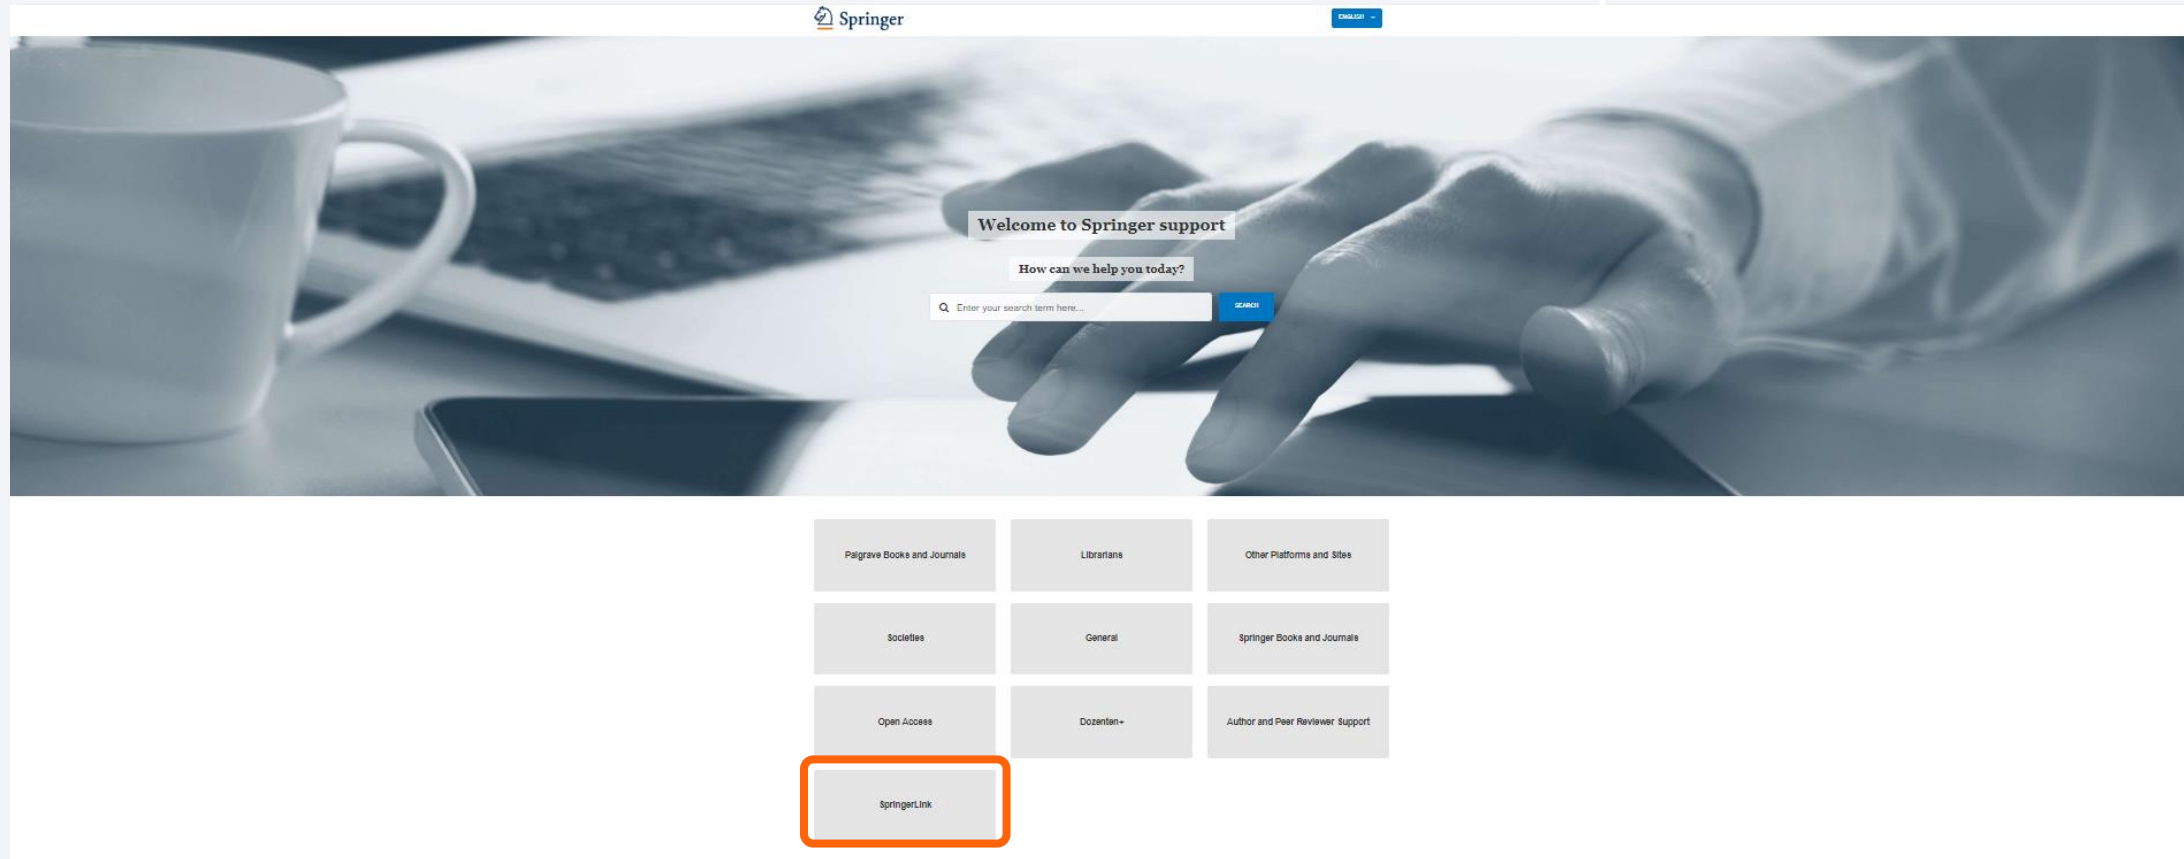 Springer
ENGLISH
Welcome to Springer support
How can we help you today?
Enter your search term here...
SEARCH
Palgrave Books and Journals
Librarians
Other Platforms and Sites
Societies
General
Springer Books and Journals
Open Access
Dozenten+
Author and Peer Reviewer Support
SpringerLink